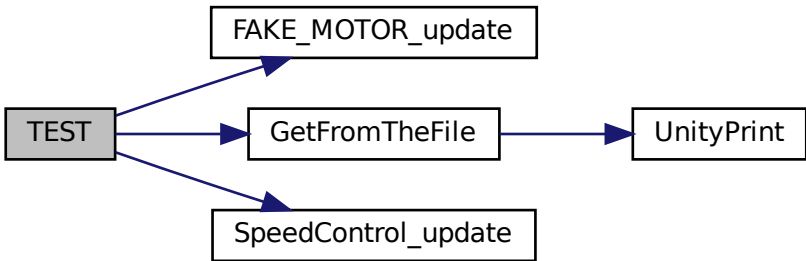 FAKE_MOTOR_update
TEST
GetFromTheFile
UnityPrint
SpeedControl_update